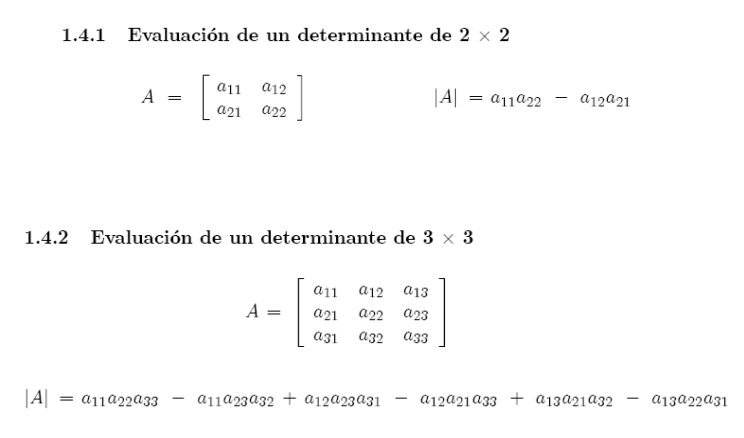 1.4.1 Evaluación de un determinante de 2 × 2
A = [ a₁₁ a₁₂
a₂₁ a₂₂ ] |A| = a₁₁a₂₂ − a₁₂a₂₁
1.4.2 Evaluación de un determinante de 3 × 3
a₁₁ a₁₂ a₁₃
A = [ a₂₁ a₂₂ a₂₃ ]
a₃₁ a₃₂ a₃₃
|A| = a₁₁a₂₂a₃₃ − a₁₁a₂₃a₃₂ + a₁₂a₂₃a₃₁ − a₁₂a₂₁a₃₃ + a₁₃a₂₁a₃₂ − a₁₃a₂₂a₃₁